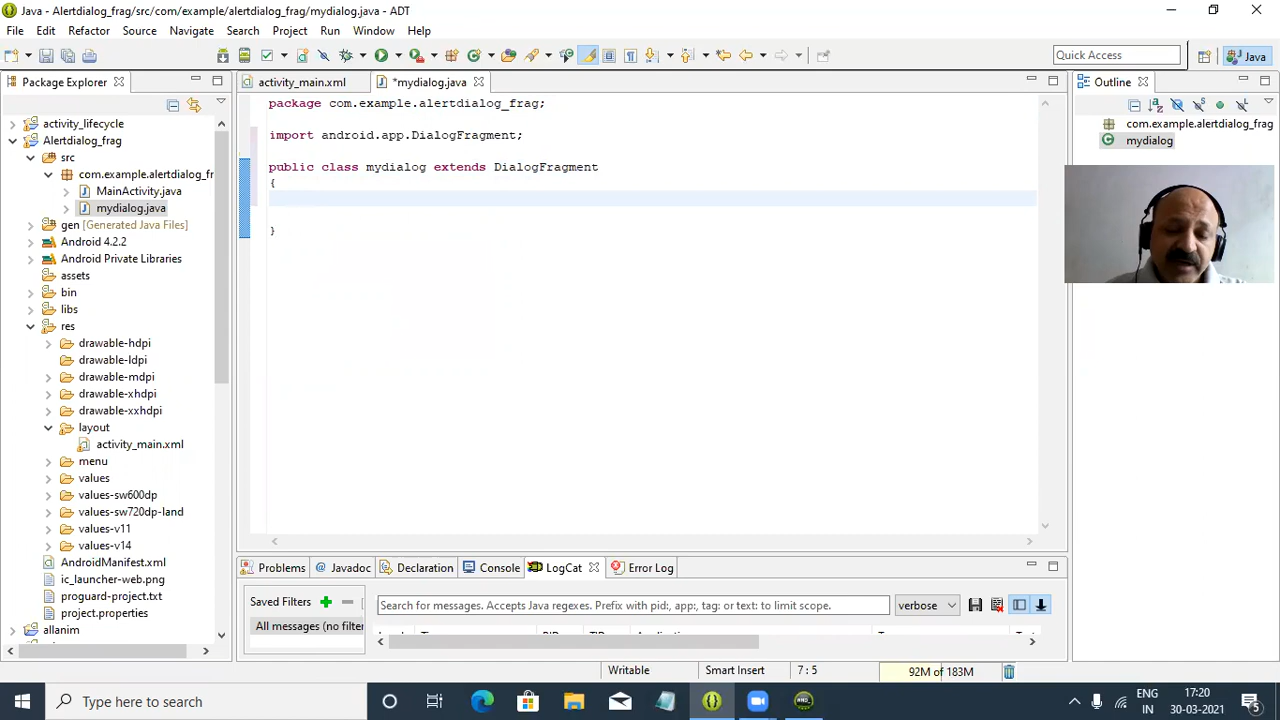 Java - Alertdialog_frag/src/com/example/alertdialog_frag/mydialog.java - ADT
File Edit Refactor Source Navigate Search Project Run Window Help
Quick Access
Java
Package Explorer
activity_main.xml
*mydialog.java
Outline
activity_lifecycle
Alertdialog_frag
src
com.example.alertdialog_fr
MainActivity.java
mydialog.java
gen [Generated Java Files]
Android 4.2.2
Android Private Libraries
assets
bin
libs
res
drawable-hdpi
drawable-ldpi
drawable-mdpi
drawable-xhdpi
drawable-xxhdpi
layout
activity_main.xml
menu
values
values-sw600dp
values-sw720dp-land
values-v11
values-v14
AndroidManifest.xml
ic_launcher-web.png
proguard-project.txt
project.properties
allanim
package com.example.alertdialog_frag;
import android.app.DialogFragment;
public class mydialog extends DialogFragment
{
}
com.example.alertdialog_frag
mydialog
Problems Javadoc Declaration Console LogCat Error Log
Saved Filters
Search for messages. Accepts Java regexes. Prefix with pid:, app:, tag: or text: to limit scope.
verbose
All messages (no filter
Writable Smart Insert 7 : 5 92M of 183M
Type here to search
ENG
IN
17:20
30-03-2021
5